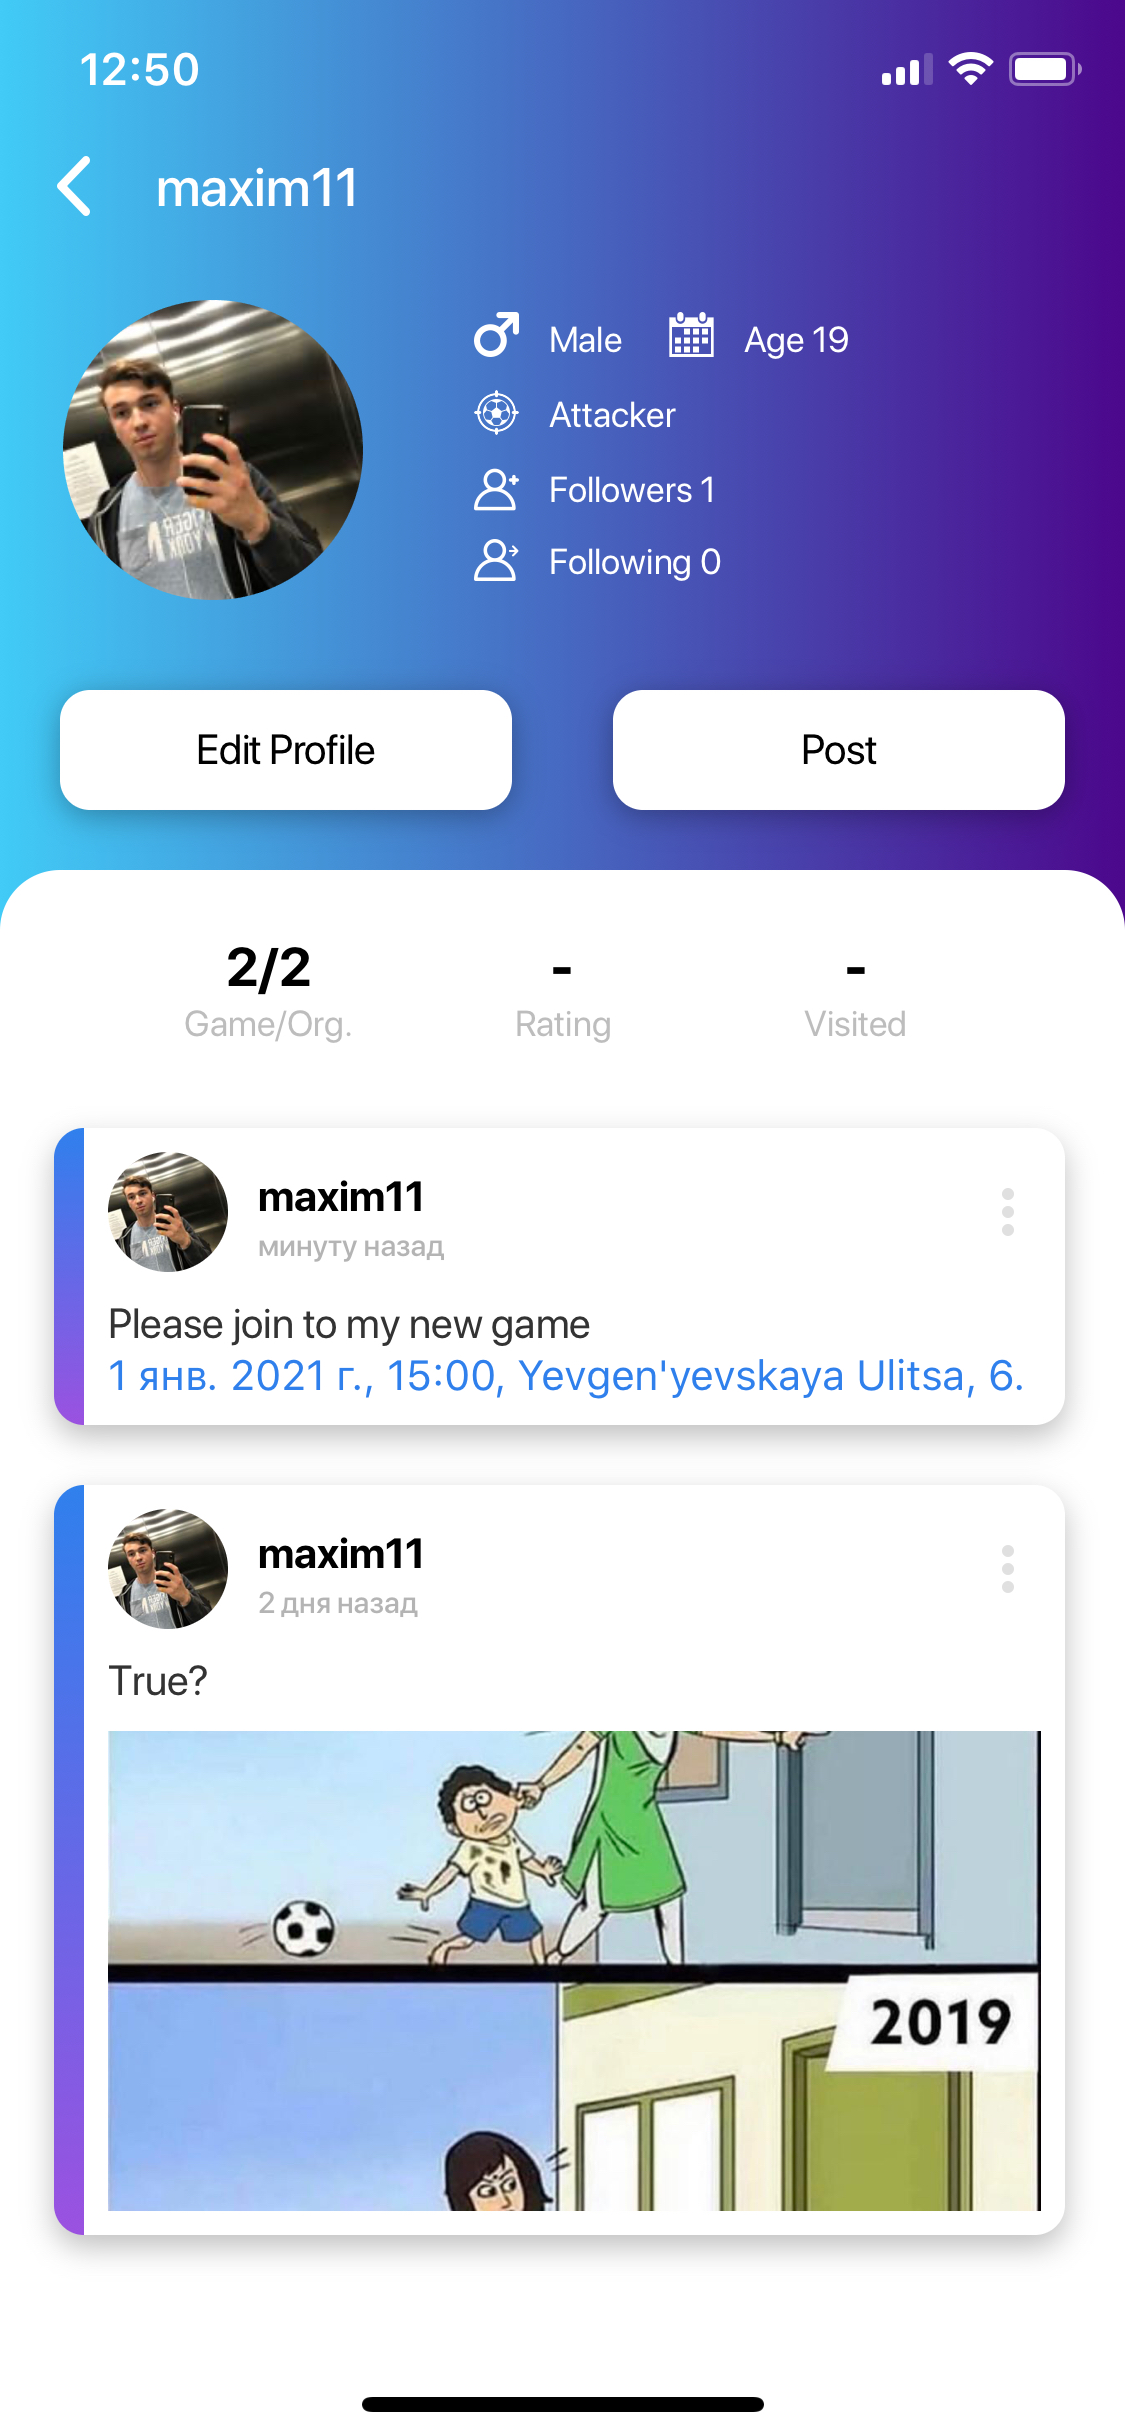 12:50
maxim11
Male
Age 19
Attacker
Followers 1
Following 0
Edit Profile
Post
2/2
-
-
Game/Org.
Rating
Visited
maxim11
минуту назад
Please join to my new game
1 янв. 2021 г., 15:00, Yevgen'yevskaya Ulitsa, 6.
maxim11
2 дня назад
True?
2019